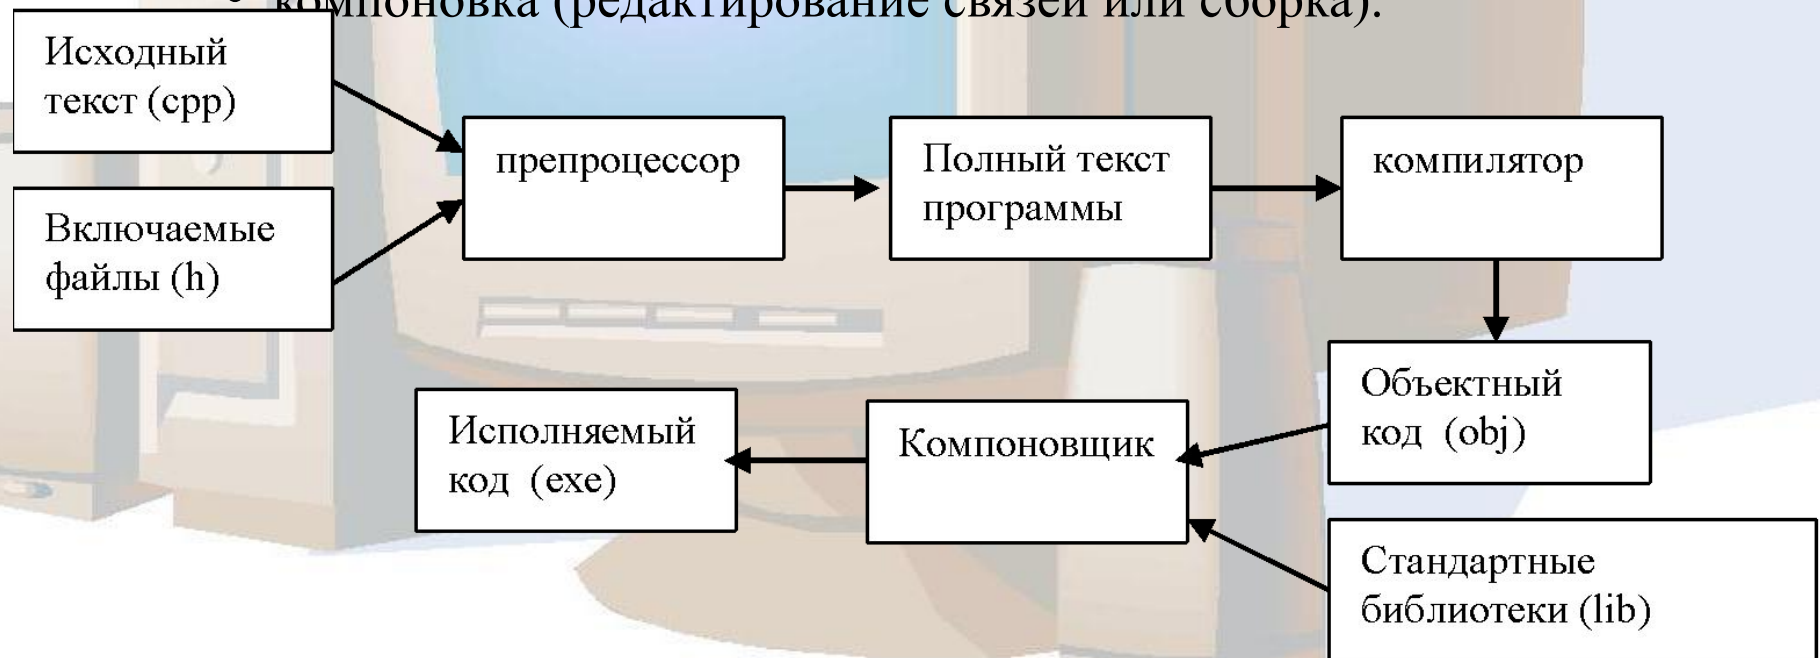 компоновка (редактирование связей или сборка).
Исходный
текст (cpp)
Включаемые
файлы (h)
препроцессор
Полный текст
программы
компилятор
Объектный
код (obj)
Стандартные
библиотеки (lib)
Компоновщик
Исполняемый
код (exe)